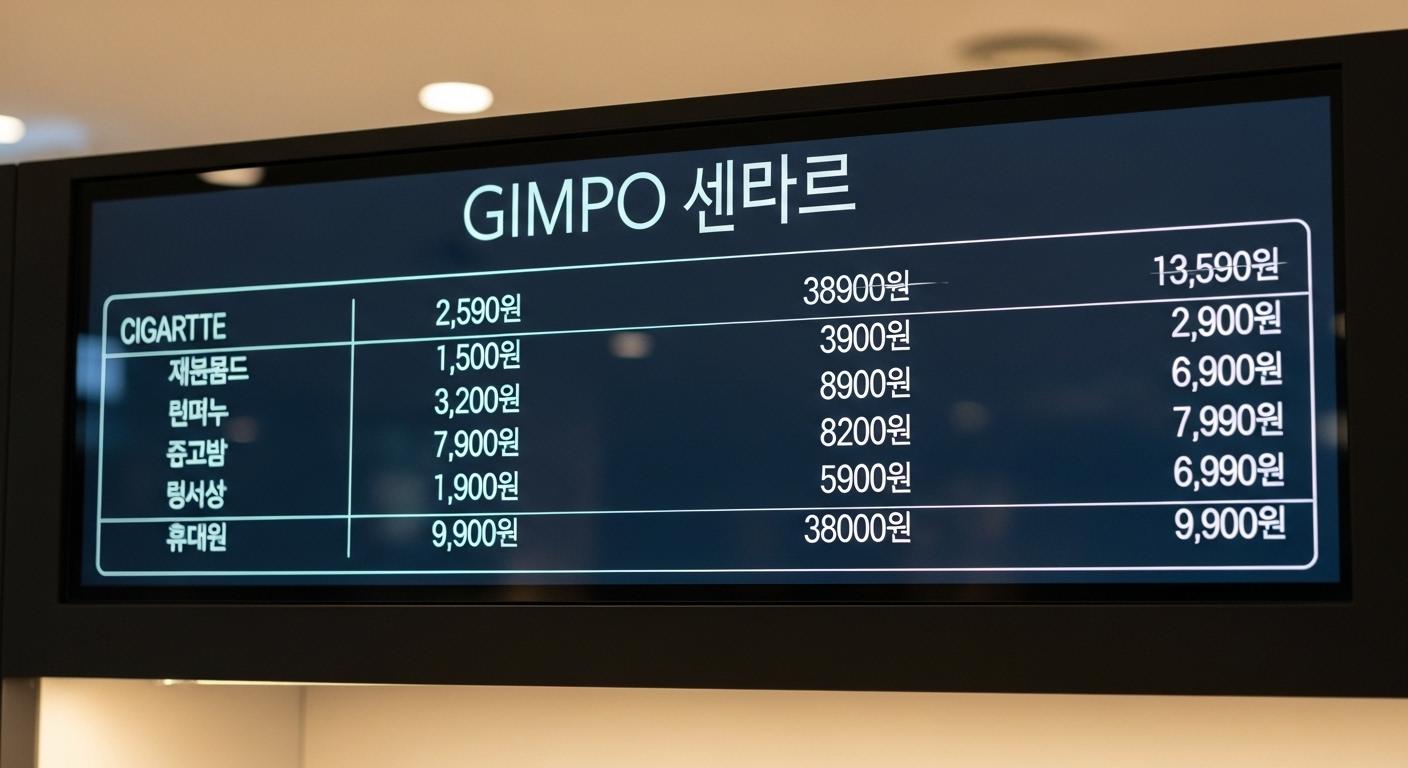 GIMPO 센타르
CIGARTTE 2,590원 38900원 13,590원
재분몸드 1,500원 3900원 2,900원
런며누 3,200원 8900원 6,900원
쥼고밤 7,900원 8200원 7,990원
링서상 1,900원 5900원 6,990원
휴대원 9,900원 38000원 9,900원